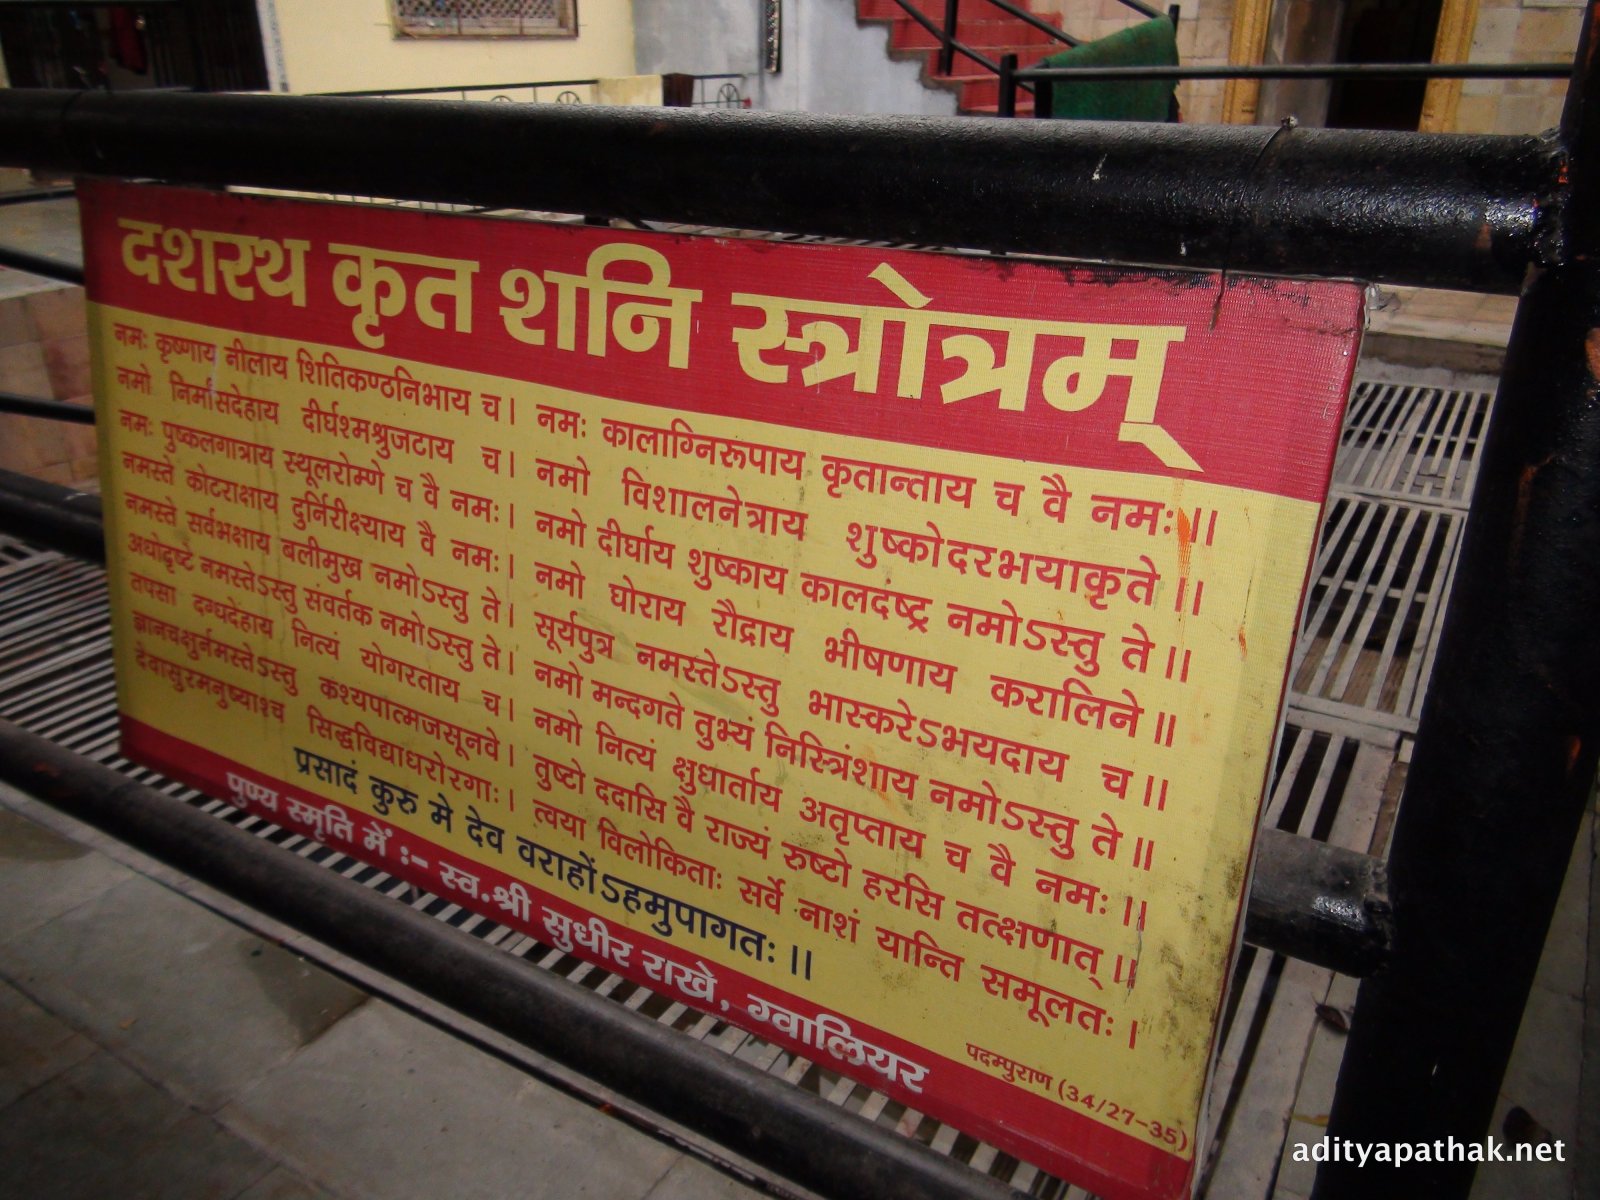 दशरथ कृत शनि स्त्रोत्रम्
नमः कृष्णाय नीलाय शितिकण्ठनिभाय च। नमः कालाग्निरूपाय कृतान्ताय च वै नमः॥
नमो निर्मांसदेहाय दीर्घश्मश्रुजटाय च। नमो विशालनेत्राय शुष्कोदरभयाकृते॥
नमः पुष्कलगात्राय स्थूलरोम्णे च वै नमः। नमो दीर्घाय शुष्काय कालदंष्ट्र नमोऽस्तु ते॥
नमस्ते कोटराक्षाय दुर्निरीक्ष्याय वै नमः। नमो घोराय रौद्राय भीषणाय करालिने॥
नमस्ते सर्वभक्षाय बलीमुख नमोऽस्तु ते। सूर्यपुत्र नमस्तेऽस्तु भास्करेऽभयदाय च॥
अधोदृष्टे नमस्तेऽस्तु संवर्तक नमोऽस्तु ते। नमो मन्दगते तुभ्यं निस्त्रिंशाय नमोऽस्तु ते॥
तपसा दग्धदेहाय नित्यं योगरताय च। नमो नित्यं क्षुधार्ताय अतृप्ताय च वै नमः॥
ज्ञानचक्षुर्नमस्तेऽस्तु कश्यपात्मजसूनवे। तुष्टो ददासि वै राज्यं रुष्टो हरसि तत्क्षणात्॥
देवासुरमनुष्याश्च सिद्धविद्याधरोरगाः। त्वया विलोकिताः सर्वे नाशं यान्ति समूलतः।
प्रसादं कुरु मे देव वराहोंऽहमुपागतः॥
पदम्पुराण (34/27-35)
पुण्य स्मृति में :- स्व.श्री सुधीर राखे, ग्वालियर
adityapathak.net